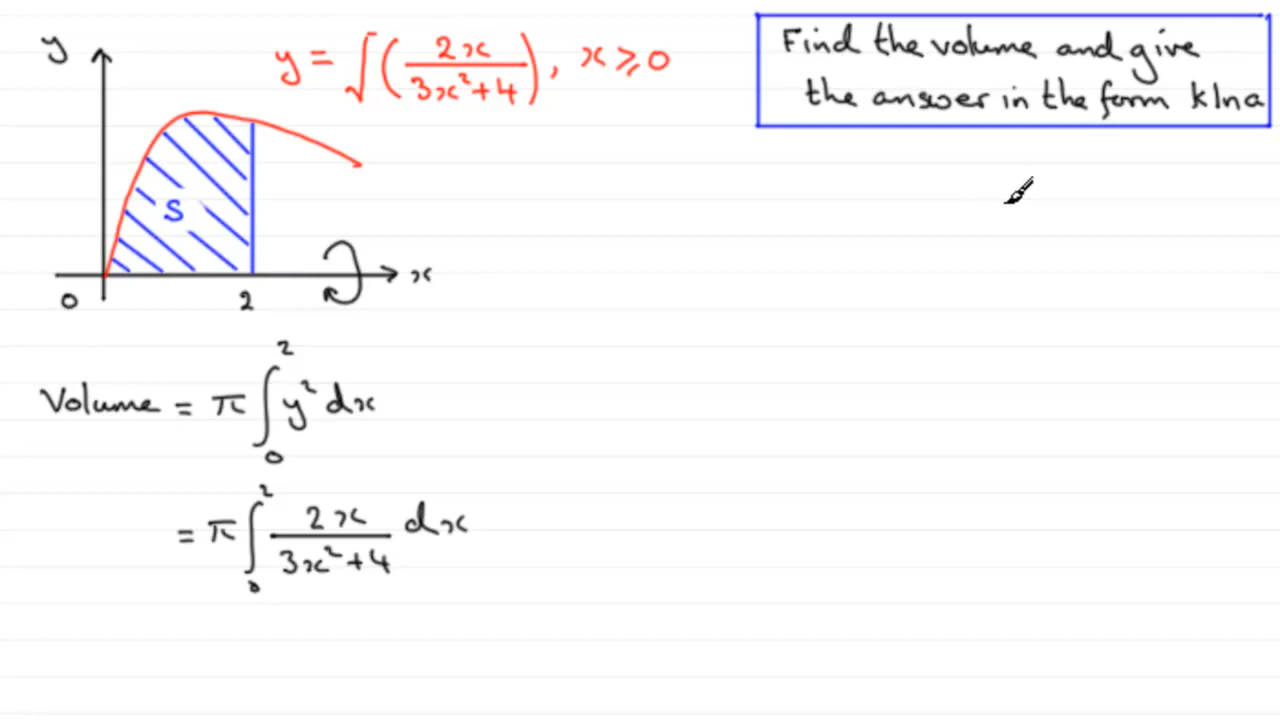 y
y = √(2x/(3x²+4)), x ≥ 0
Find the volume and give
the answer in the form k ln a
S
x
0
2
Volume = π ∫₀² y² dx
= π ∫₀² 2x/(3x²+4) dx